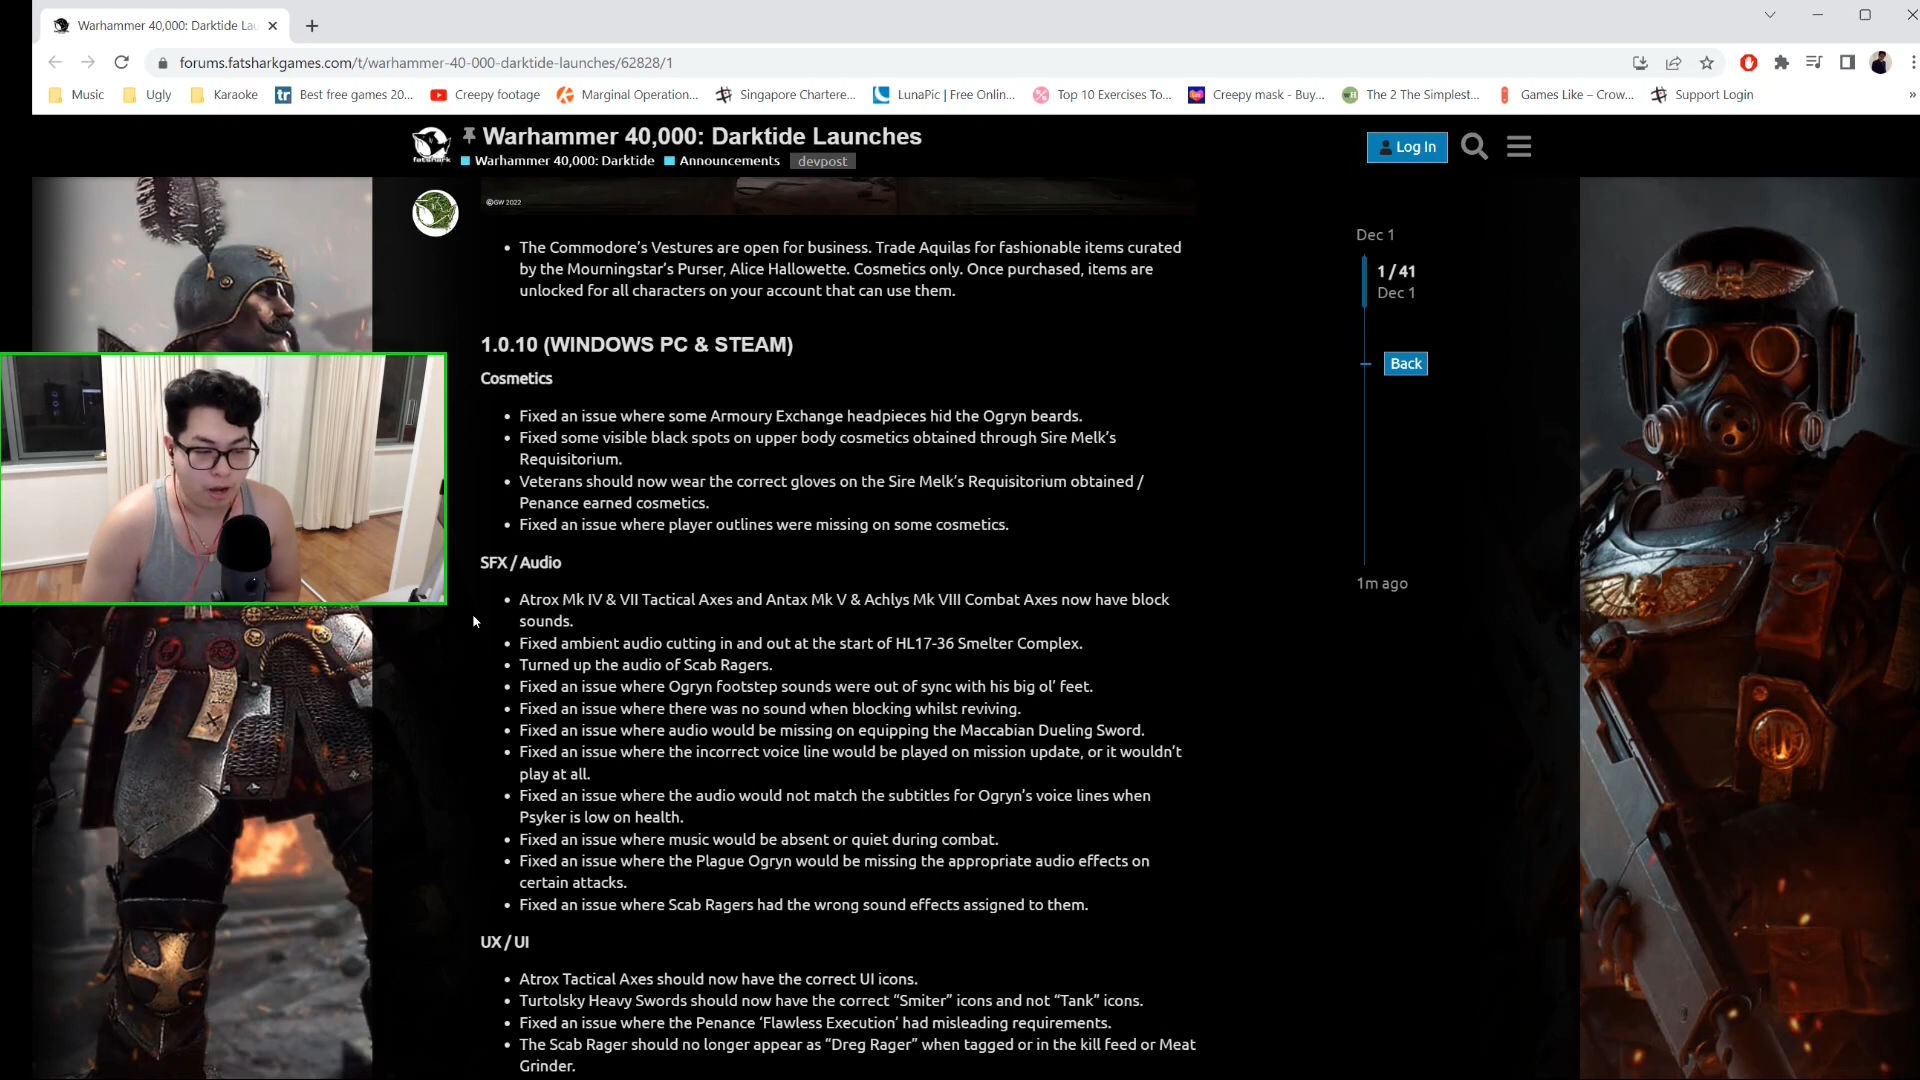 Warhammer 40,000: Darktide La
forums.fatsharkgames.com/t/warhammer-40-000-darktide-launches/62828/1
Music Ugly Karaoke Best free games 20... Creepy footage Marginal Operation... Singapore Chartere... LunaPic | Free Onlin... Top 10 Exercises To... Creepy mask - Buy... The 2 The Simplest... Games Like – Crow... Support Login »
Warhammer 40,000: Darktide Launches
Warhammer 40,000: Darktide Announcements devpost
fatshark
Log In
©GW 2022
• The Commodore’s Vestures are open for business. Trade Aquilas for fashionable items curated
by the Mourningstar’s Purser, Alice Hallowette. Cosmetics only. Once purchased, items are
unlocked for all characters on your account that can use them.
Dec 1
1 / 41
Dec 1
Back
1m ago
1.0.10 (WINDOWS PC & STEAM)
Cosmetics
• Fixed an issue where some Armoury Exchange headpieces hid the Ogryn beards.
• Fixed some visible black spots on upper body cosmetics obtained through Sire Melk’s
Requisitorium.
• Veterans should now wear the correct gloves on the Sire Melk’s Requisitorium obtained /
Penance earned cosmetics.
• Fixed an issue where player outlines were missing on some cosmetics.
SFX / Audio
• Atrox Mk IV & VII Tactical Axes and Antax Mk V & Achlys Mk VIII Combat Axes now have block
sounds.
• Fixed ambient audio cutting in and out at the start of HL17-36 Smelter Complex.
• Turned up the audio of Scab Ragers.
• Fixed an issue where Ogryn footstep sounds were out of sync with his big ol’ feet.
• Fixed an issue where there was no sound when blocking whilst reviving.
• Fixed an issue where audio would be missing on equipping the Maccabian Dueling Sword.
• Fixed an issue where the incorrect voice line would be played on mission update, or it wouldn’t
play at all.
• Fixed an issue where the audio would not match the subtitles for Ogryn’s voice lines when
Psyker is low on health.
• Fixed an issue where music would be absent or quiet during combat.
• Fixed an issue where the Plague Ogryn would be missing the appropriate audio effects on
certain attacks.
• Fixed an issue where Scab Ragers had the wrong sound effects assigned to them.
UX / UI
• Atrox Tactical Axes should now have the correct UI icons.
• Turtolsky Heavy Swords should now have the correct “Smiter” icons and not “Tank” icons.
• Fixed an issue where the Penance ‘Flawless Execution’ had misleading requirements.
• The Scab Rager should no longer appear as “Dreg Rager” when tagged or in the kill feed or Meat
Grinder.